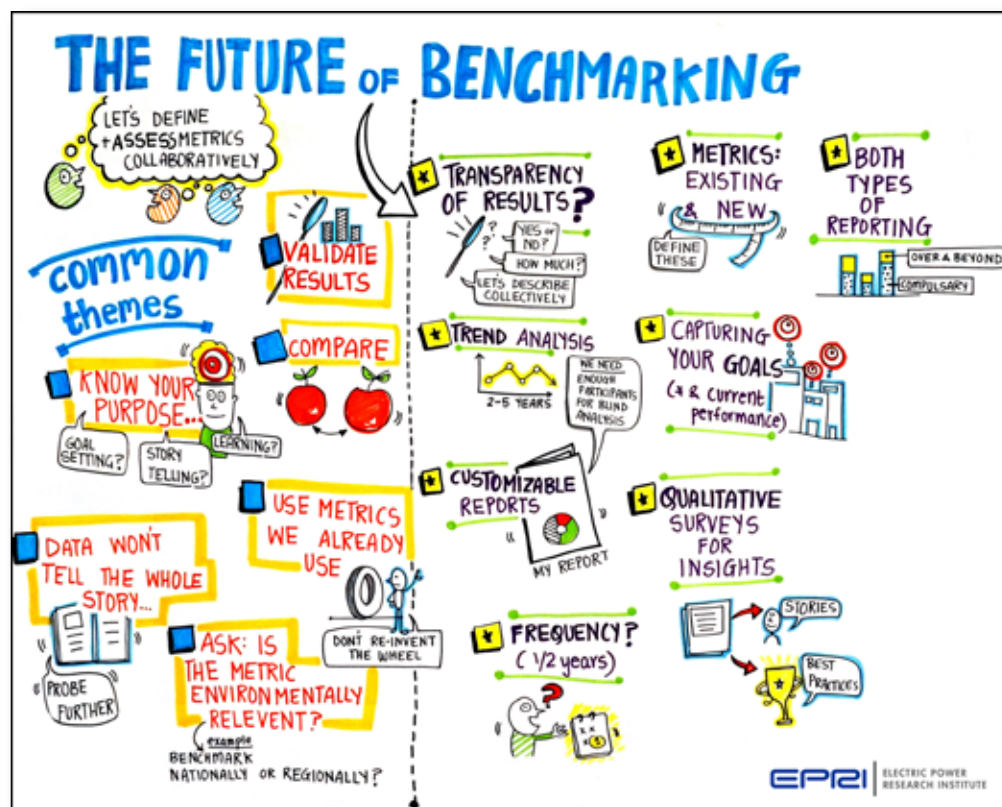 THE FUTURE OF BENCHMARKING
LET'S DEFINE
+ ASSESS METRICS
COLLABORATIVELY
common
themes
VALIDATE
RESULTS
COMPARE
KNOW YOUR
PURPOSE...
GOAL
SETTING?
STORY
TELLING?
LEARNING?
USE METRICS
WE ALREADY
USE
DON'T RE-INVENT
THE WHEEL
DATA WON'T
TELL THE WHOLE
STORY...
PROBE
FURTHER
ASK: IS
THE METRIC
ENVIRONMENTALLY
RELEVENT?
example
BENCHMARK
NATIONALLY OR REGIONALLY?
TRANSPARENCY
OF RESULTS?
? ? ?
YES OR
NO?
HOW MUCH?
LET'S DESCRIBE
COLLECTIVELY
METRICS:
EXISTING
& NEW
DEFINE
THESE
BOTH
TYPES
OF
REPORTING
OVER & BEYOND
COMPULSARY
TREND ANALYSIS
2-5 YEARS
WE NEED
ENOUGH
PARTICIPANTS
FOR BLIND
ANALYSIS
CAPTURING
YOUR GOALS
(* & current
performance)
CUSTOMIZABLE
REPORTS
MY REPORT
QUALITATIVE
SURVEYS
FOR
INSIGHTS
STORIES
BEST
PRACTICES
FREQUENCY?
(1/2 years)
?
EPRI
ELECTRIC POWER
RESEARCH INSTITUTE